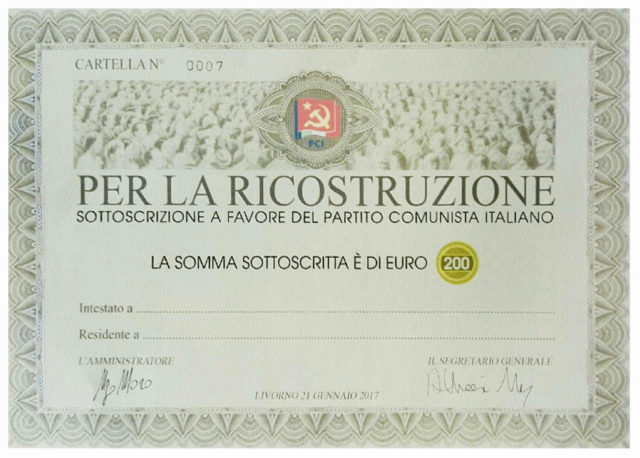 CARTELLA N° 0007
PCI
PER LA RICOSTRUZIONE
SOTTOSCRIZIONE A FAVORE DEL PARTITO COMUNISTA ITALIANO
LA SOMMA SOTTOSCRITTA È DI EURO 200
Intestato a
Residente a
L'AMMINISTRATORE
IL SEGRETARIO GENERALE
LIVORNO 21 GENNAIO 2017